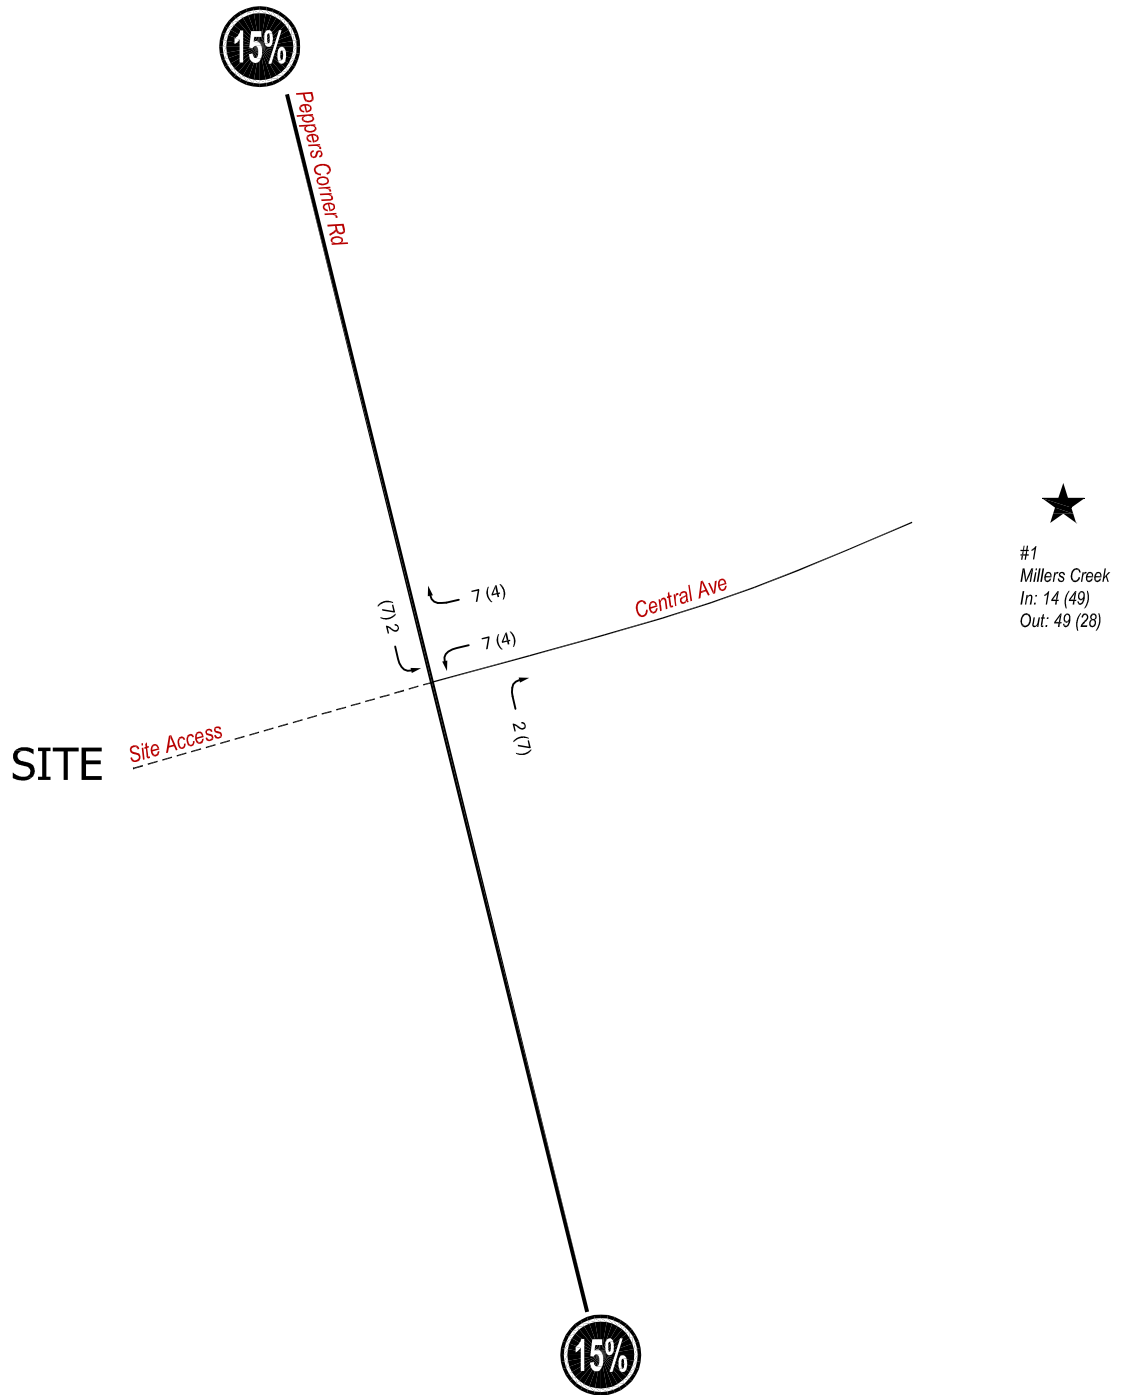 15%
Peppers Corner Rd
#1
Millers Creek
In: 14 (49)
Out: 49 (28)
Central Ave
7 (4)
(7) 2
7 (4)
2 (7)
Site Access
SITE
15%